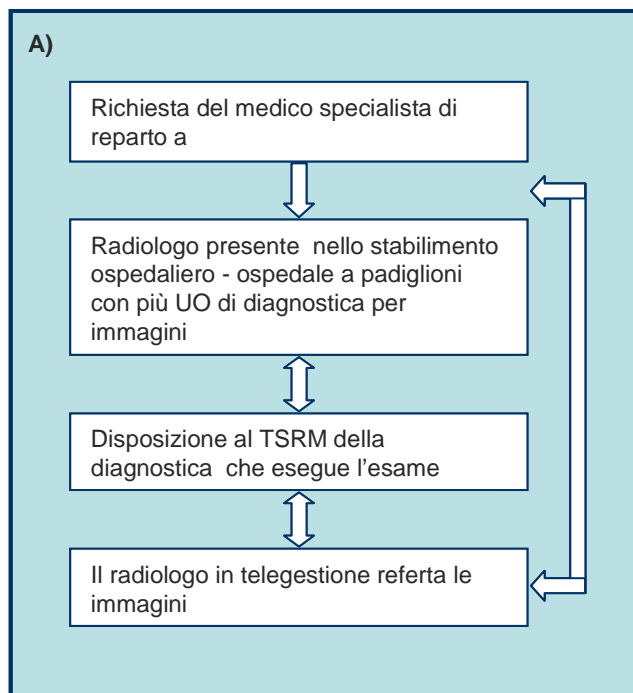 A)
Richiesta del medico specialista di
reparto a
Radiologo presente nello stabilimento
ospedaliero - ospedale a padiglioni
con più UO di diagnostica per
immagini
Disposizione al TSRM della
diagnostica che esegue l'esame
Il radiologo in telegestione referta le
immagini